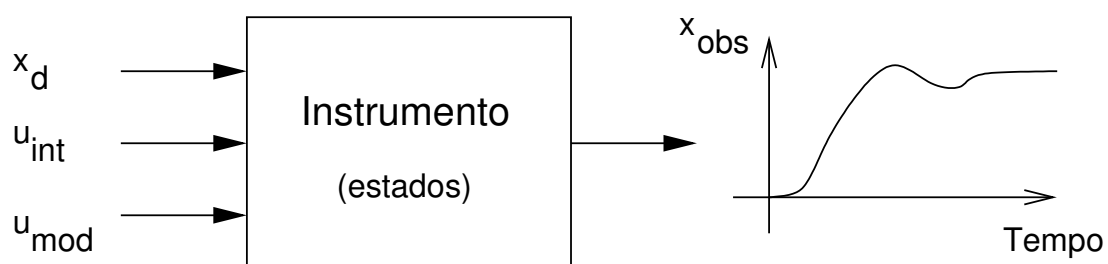 x_d
u_int
u_mod
Instrumento
(estados)
x_obs
Tempo